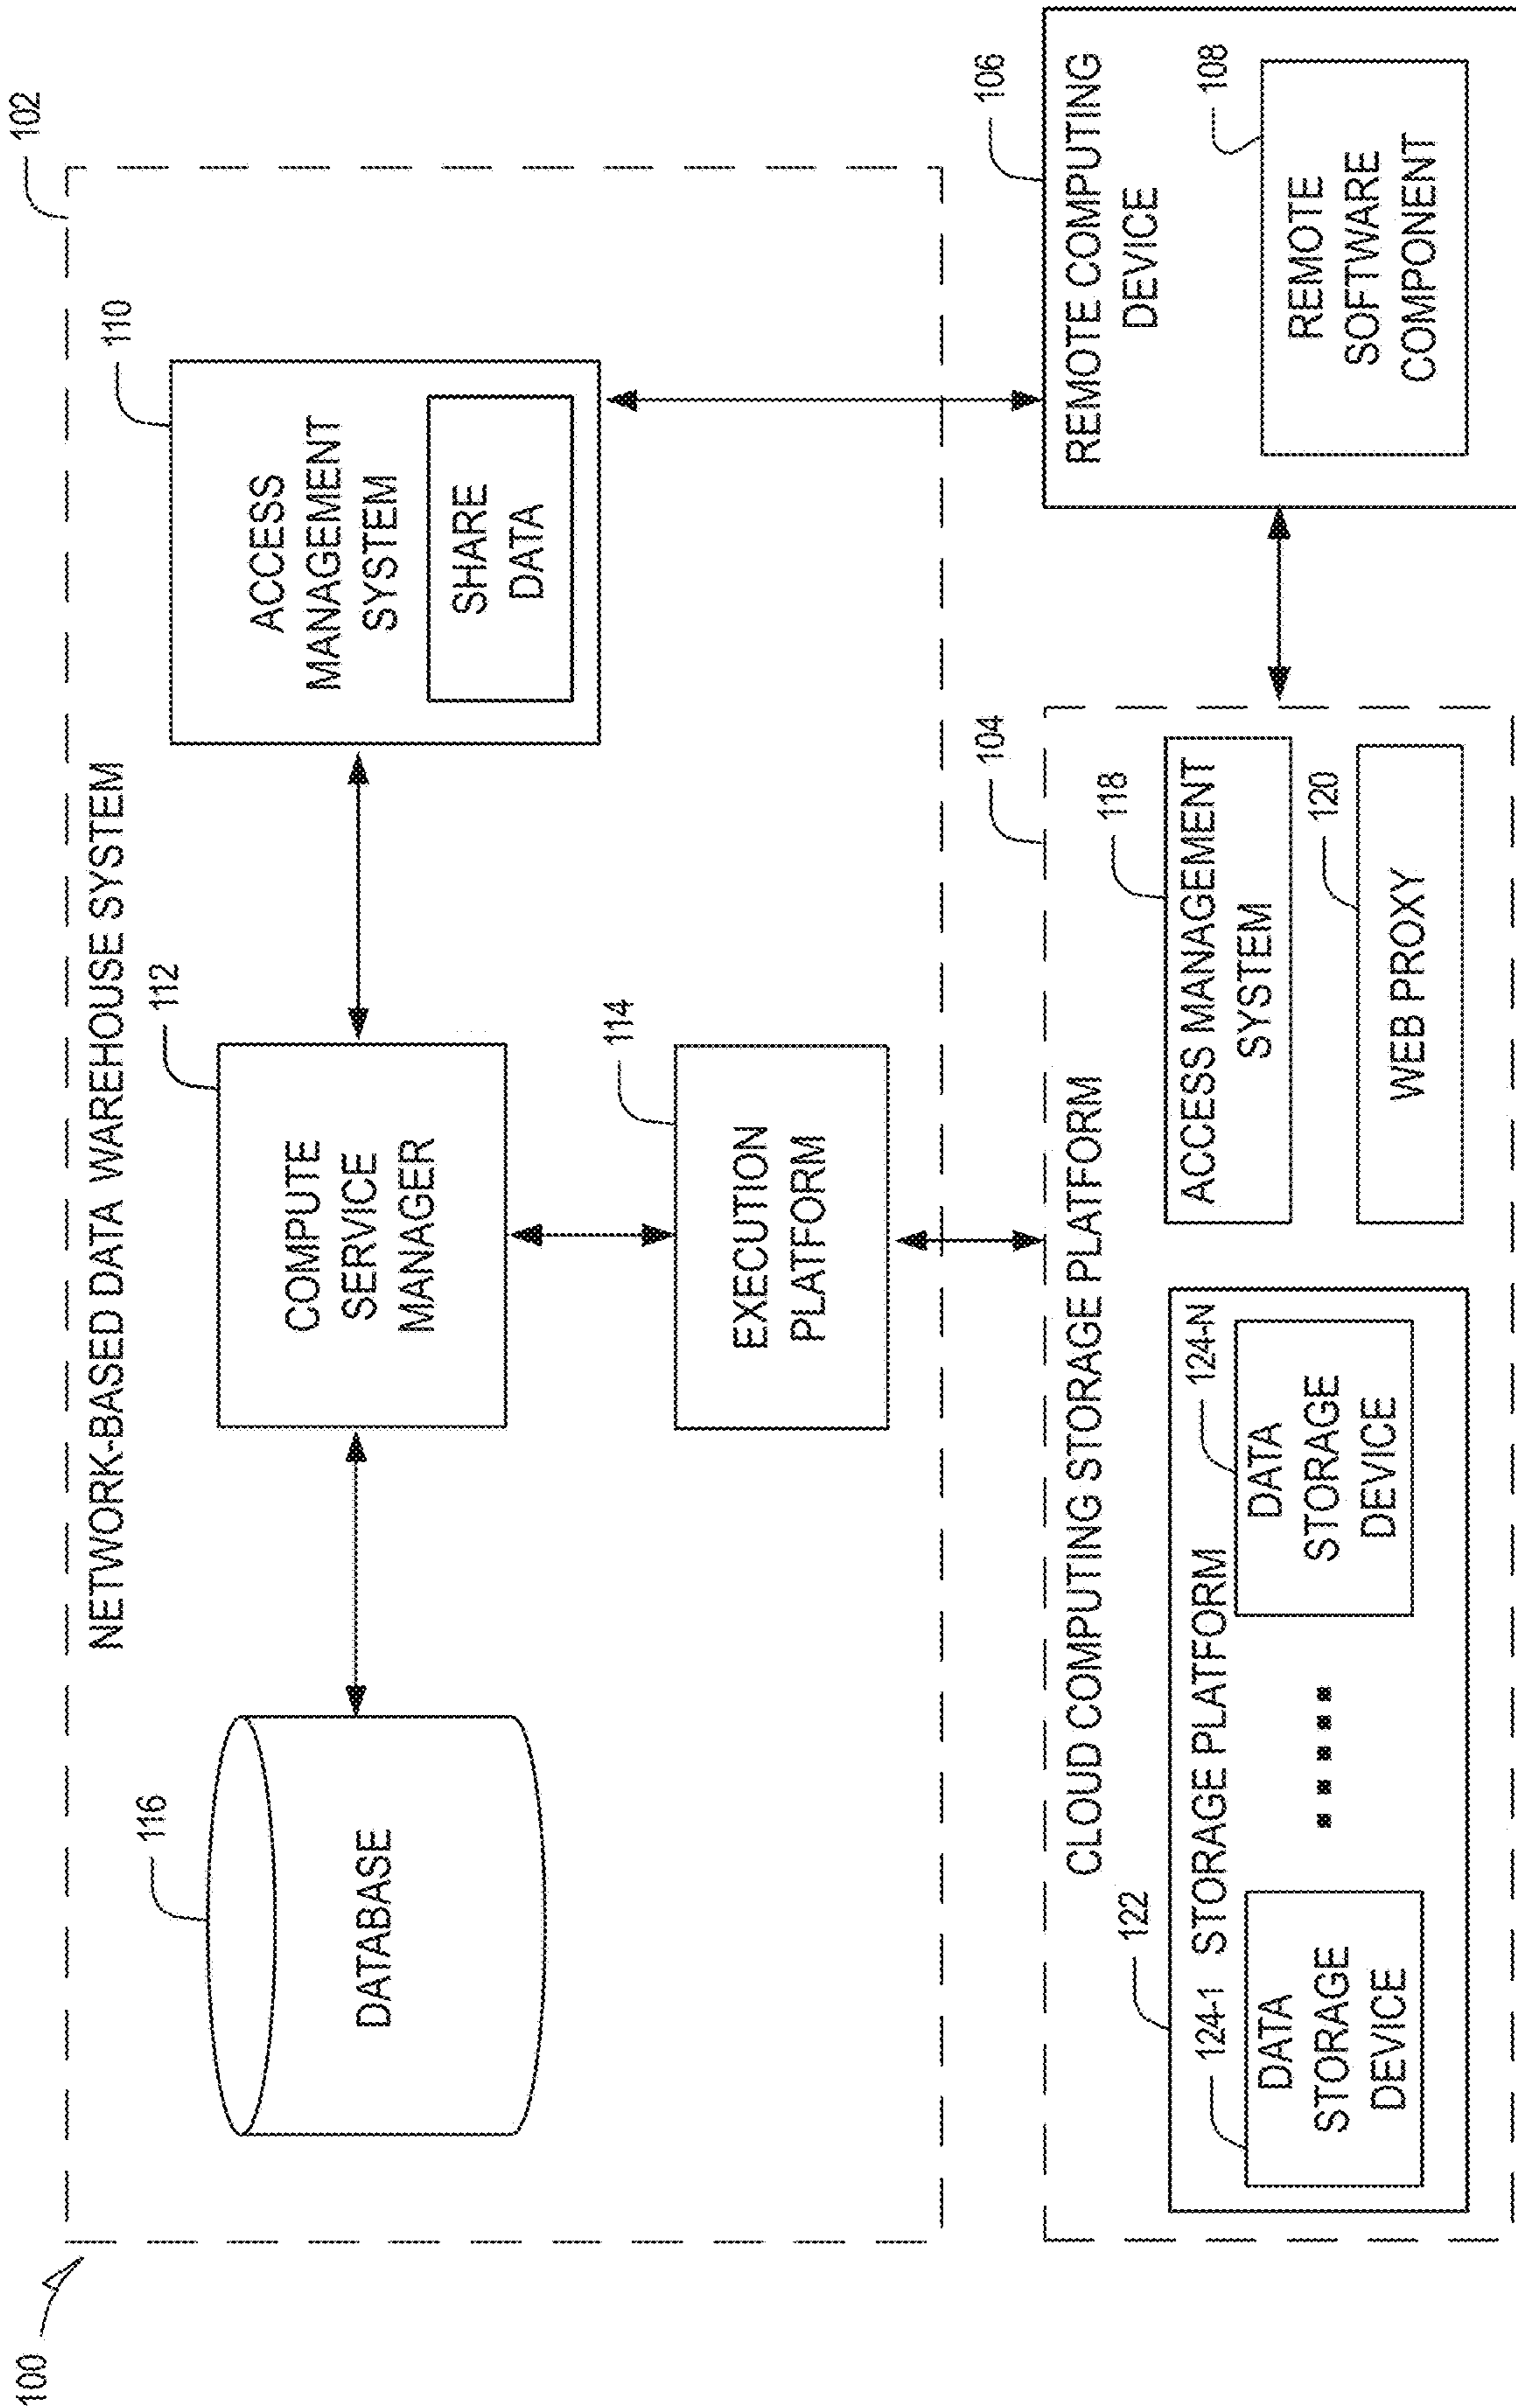 100
102
NETWORK-BASED DATA WAREHOUSE SYSTEM
116
DATABASE
112
COMPUTE
SERVICE
MANAGER
110
ACCESS
MANAGEMENT
SYSTEM
SHARE
DATA
114
EXECUTION
PLATFORM
104
CLOUD COMPUTING STORAGE PLATFORM
122
STORAGE PLATFORM
124-1
DATA
STORAGE
DEVICE
124-N
DATA
STORAGE
DEVICE
118
ACCESS MANAGEMENT
SYSTEM
120
WEB PROXY
106
REMOTE COMPUTING
DEVICE
108
REMOTE
SOFTWARE
COMPONENT